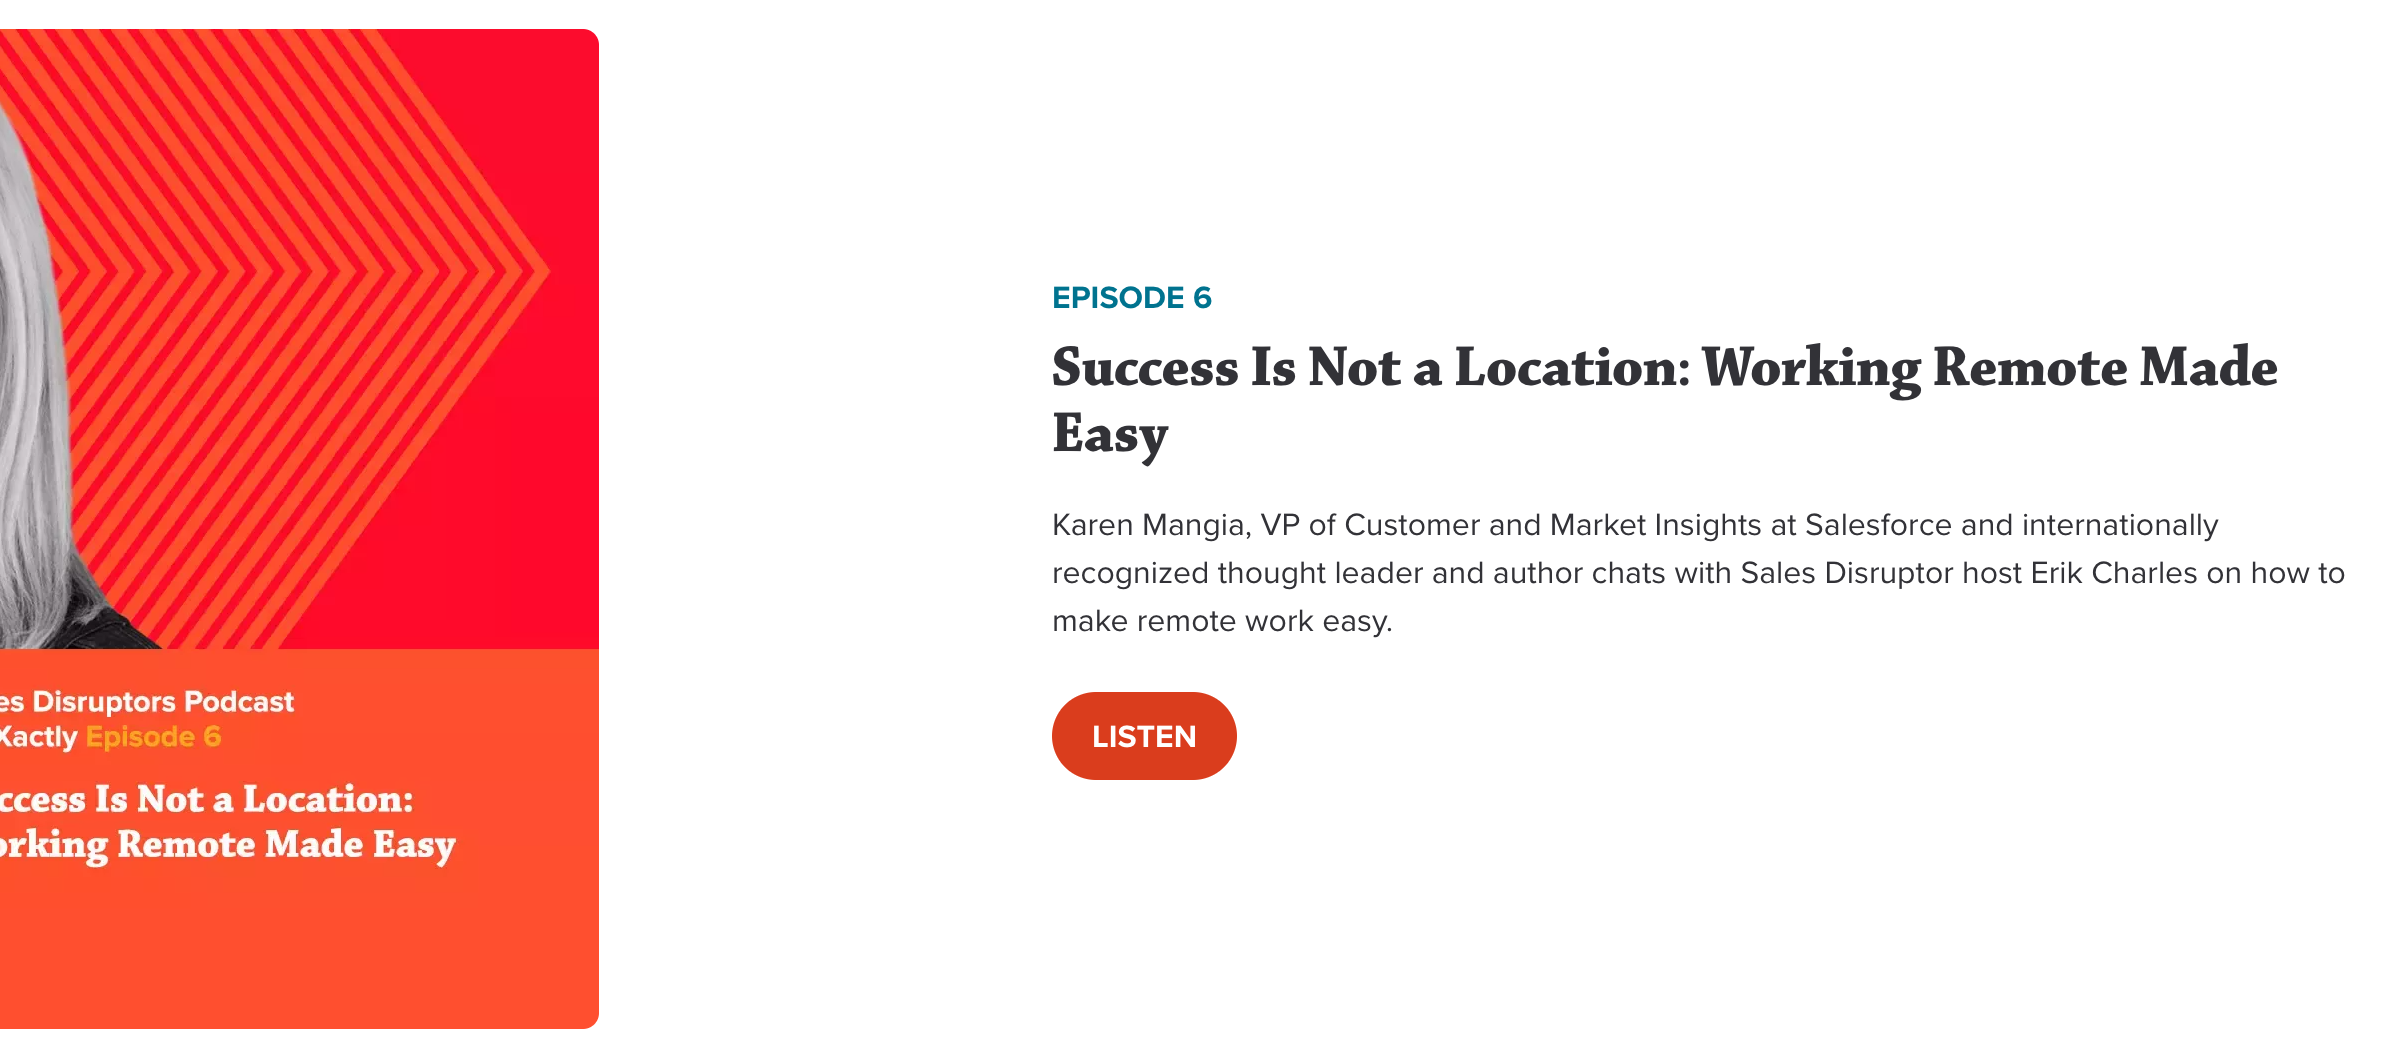 es Disruptors Podcast
Xactly Episode 6
ccess Is Not a Location:
orking Remote Made Easy
EPISODE 6
Success Is Not a Location: Working Remote Made
Easy
Karen Mangia, VP of Customer and Market Insights at Salesforce and internationally
recognized thought leader and author chats with Sales Disruptor host Erik Charles on how to
make remote work easy.
LISTEN